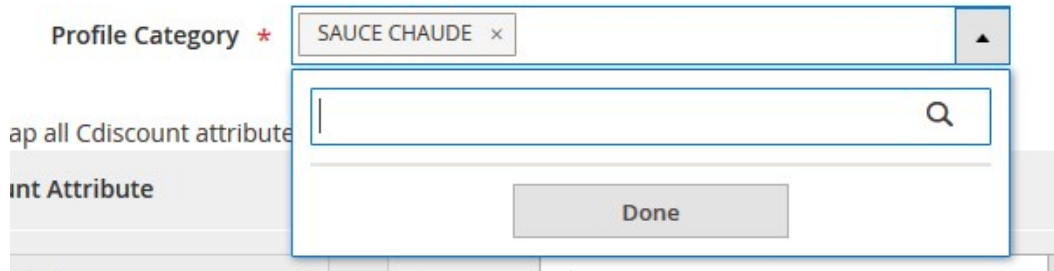 Profile Category *
SAUCE CHAUDE ×
ap all Cdiscount attribute
unt Attribute
Done